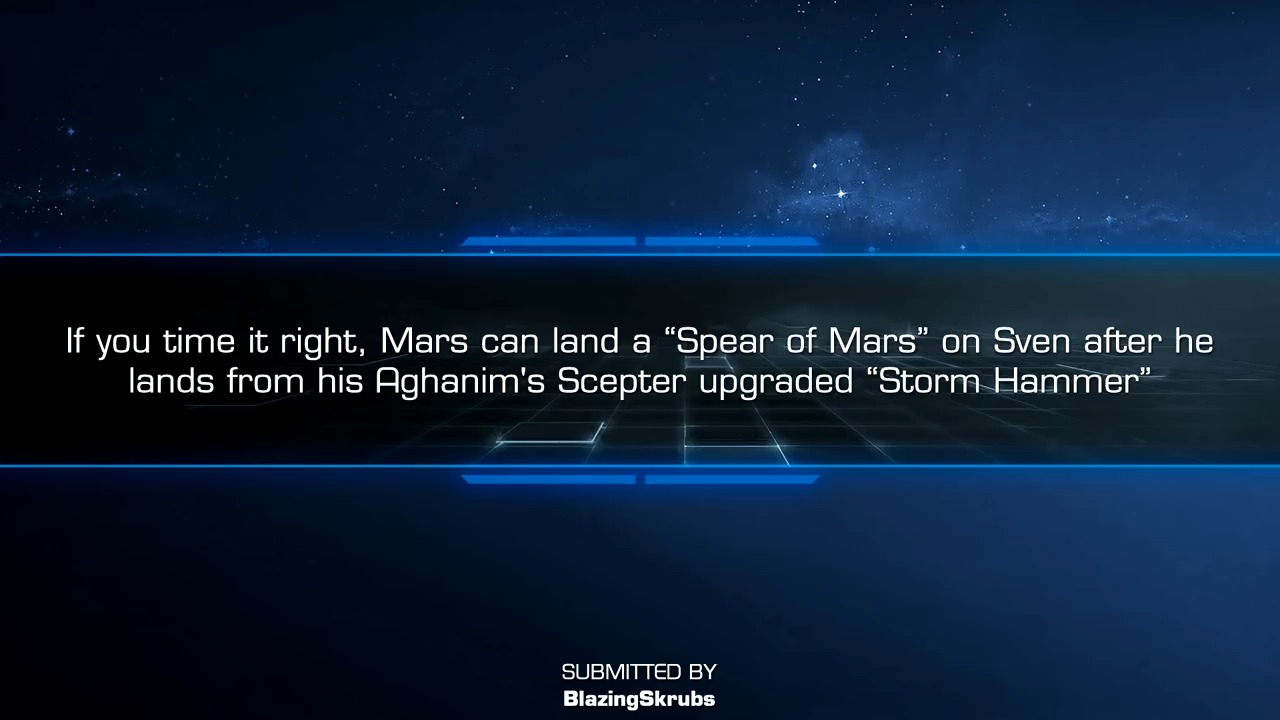 If you time it right, Mars can land a “Spear of Mars” on Sven after he
lands from his Aghanim's Scepter upgraded “Storm Hammer”
SUBMITTED BY
BlazingSkrubs